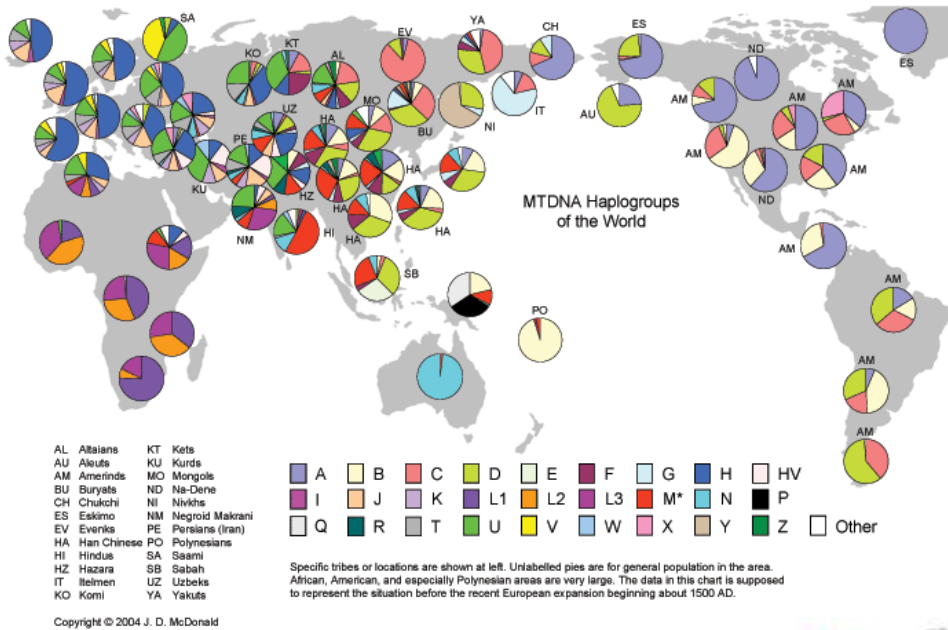 SA
YA
CH
ES
EV
KO
KT
AL
ND
ES
AM
AM
AM
UZ
MO
HA
IT
NI
AU
BU
PE
HA
AM
AM
KU
HZ
HA
ND
MTDNA Haplogroups
of the World
NM
HI
HA
HA
AM
SB
AM
PO
AM
AM
AL Altaians KT Kets
AU Aleuts KU Kurds
AM Amerinds MO Mongols
BU Buryats ND Na-Dene
CH Chukchi NI Nivkhs
ES Eskimo NM Negroid Makrani
EV Evenks PE Persians (Iran)
HA Han Chinese PO Polynesians
HI Hindus SA Saami
HZ Hazara SB Sabah
IT Itelmen UZ Uzbeks
KO Komi YA Yakuts
A B C D E F G H HV
I J K L1 L2 L3 M* N P
Q R T U V W X Y Z Other
Specific tribes or locations are shown at left. Unlabelled pies are for general population in the area.
African, American, and especially Polynesian areas are very large. The data in this chart is supposed
to represent the situation before the recent European expansion beginning about 1500 AD.
Copyright © 2004 J. D. McDonald